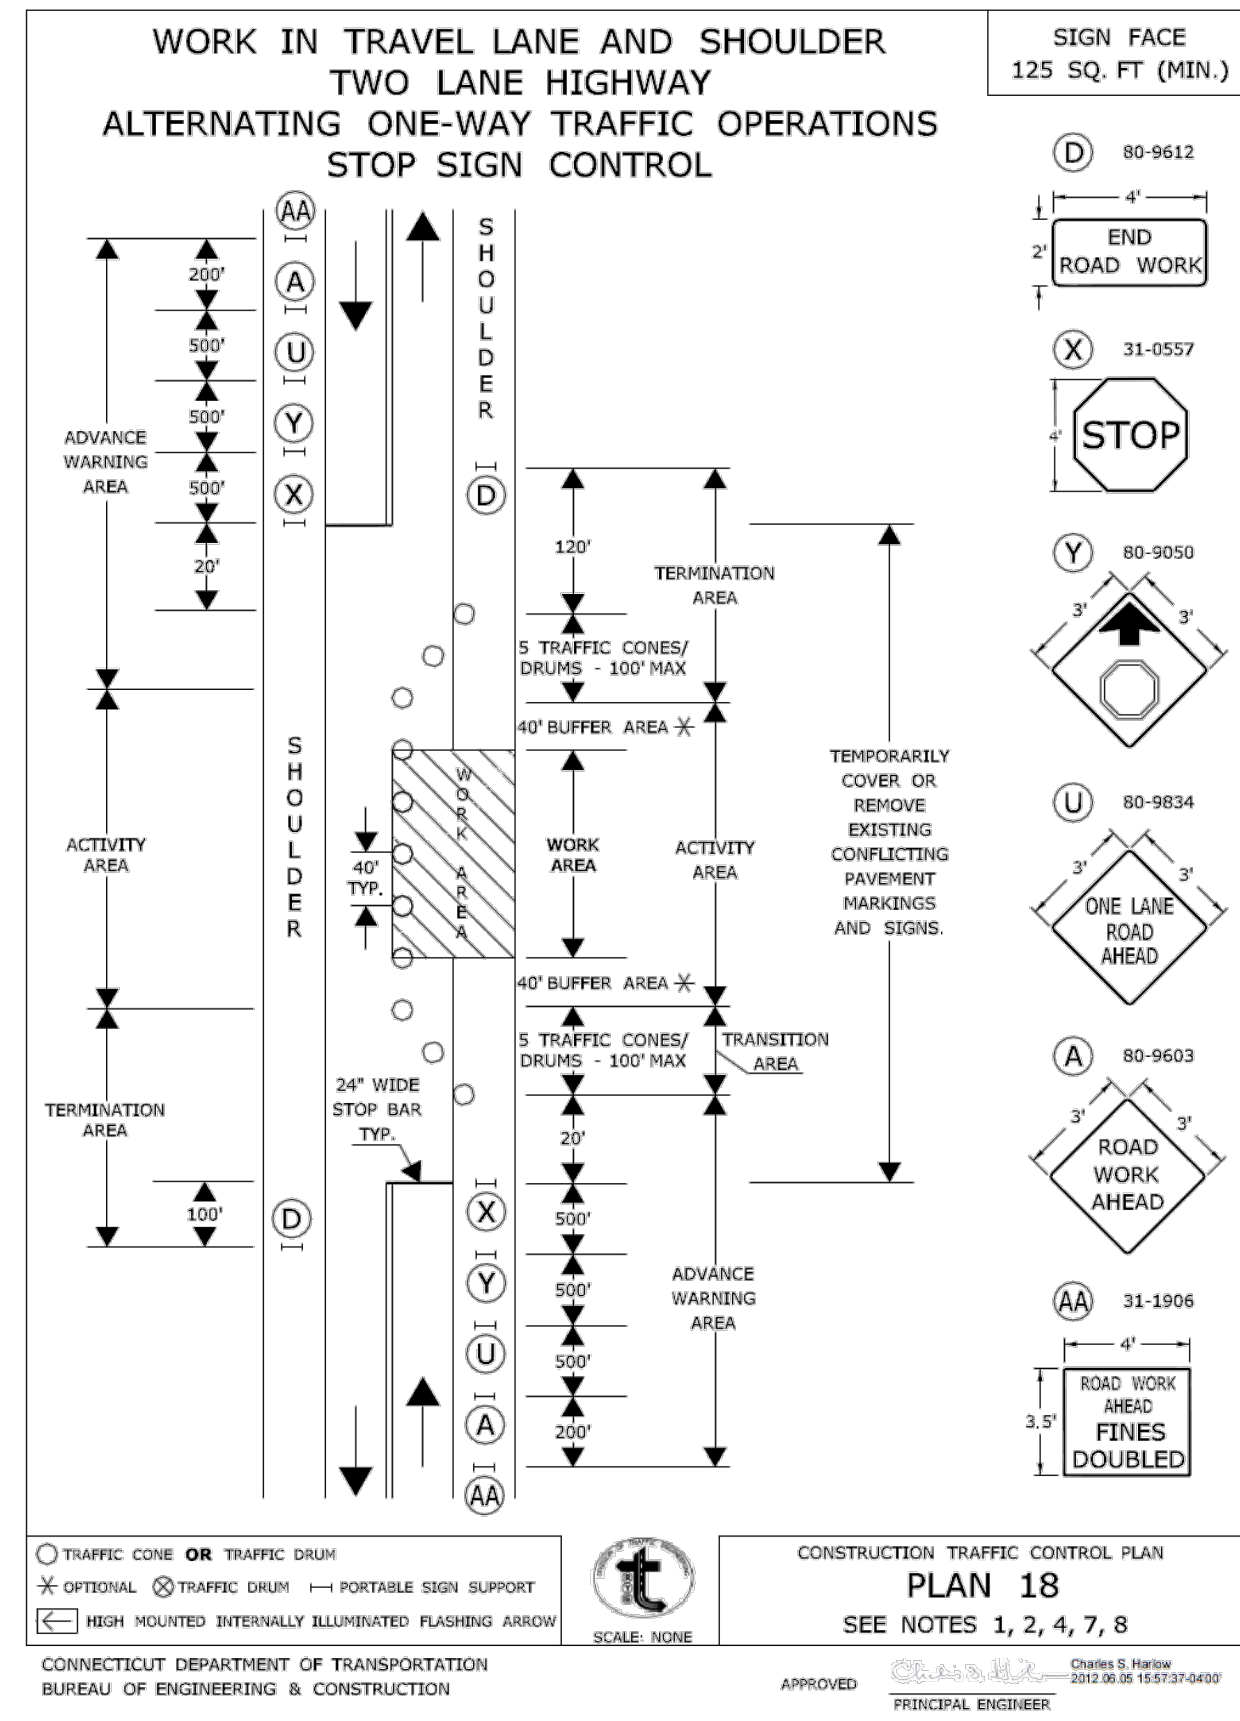 WORK IN TRAVEL LANE AND SHOULDER
TWO LANE HIGHWAY
ALTERNATING ONE-WAY TRAFFIC OPERATIONS
STOP SIGN CONTROL
SIGN FACE
125 SQ. FT (MIN.)
AA
A
U
Y
X
200'
500'
500'
500'
20'
ADVANCE
WARNING
AREA
SHOULDER
D
120'
TERMINATION
AREA
5 TRAFFIC CONES/
DRUMS - 100' MAX
40' BUFFER AREA
WORK AREA
WORK
AREA
ACTIVITY
AREA
40'
TYP.
SHOULDER
ACTIVITY
AREA
TEMPORARILY
COVER OR
REMOVE
EXISTING
CONFLICTING
PAVEMENT
MARKINGS
AND SIGNS.
40' BUFFER AREA
5 TRAFFIC CONES/
DRUMS - 100' MAX
TRANSITION
AREA
24" WIDE
STOP BAR
TYP.
TERMINATION
AREA
100'
D
20'
X
500'
Y
500'
U
500'
A
200'
AA
ADVANCE
WARNING
AREA
D 80-9612
4'
2'
END
ROAD WORK
X 31-0557
4'
STOP
Y 80-9050
3' 3'
U 80-9834
3' 3'
ONE LANE
ROAD
AHEAD
A 80-9603
3' 3'
ROAD
WORK
AHEAD
AA 31-1906
4'
3.5'
ROAD WORK
AHEAD
FINES
DOUBLED
TRAFFIC CONE OR TRAFFIC DRUM
OPTIONAL TRAFFIC DRUM PORTABLE SIGN SUPPORT
HIGH MOUNTED INTERNALLY ILLUMINATED FLASHING ARROW
SCALE: NONE
CONSTRUCTION TRAFFIC CONTROL PLAN
PLAN 18
SEE NOTES 1, 2, 4, 7, 8
CONNECTICUT DEPARTMENT OF TRANSPORTATION
BUREAU OF ENGINEERING & CONSTRUCTION
APPROVED
Charles S. Harlow
2012.06.05 15:57:37-04'00'
PRINCIPAL ENGINEER